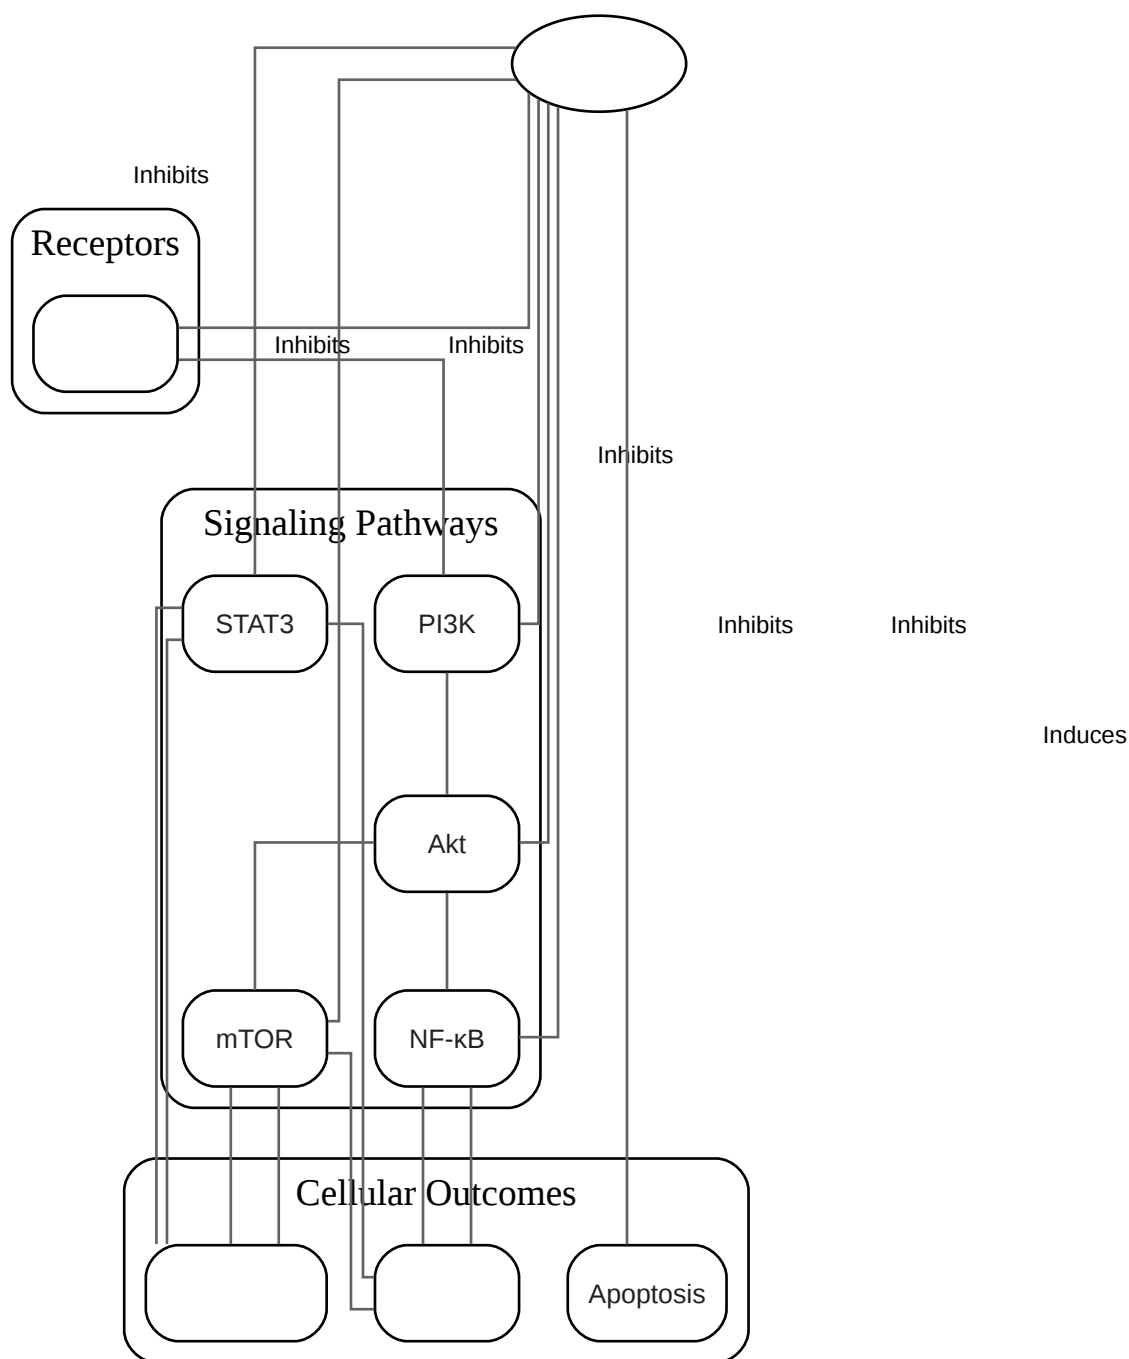 Inhibits
Receptors
Inhibits
Inhibits
Inhibits
Signaling Pathways
STAT3
PI3K
Inhibits
Inhibits
Induces
Akt
mTOR
NF-κB
Cellular Outcomes
Apoptosis